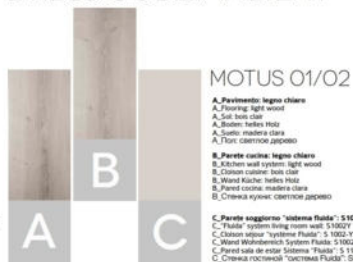 MOTUS 01/02
A_Pavimento: legno chiaro
A_Flooring: light wood
A_Sol: bois clair
A_Boden: helles Holz
A_Suelo: madera clara
A_Пол: светлое дерево
B_Parete cucina: legno chiaro
B_Kitchen wall system: light wood
B_Cloison cuisine: bois clair
B_Wand Küche: helles Holz
B_Pared cocina: madera clara
B_Стенка кухни: светлое дерево
C_Parete soggiorno "sistema fluida":
C_"Fluida" system living room wall: S1002Y
C_Cloison séjour "système Fluida": S 1002-Y
C_Wand Wohnbereich System Fluida: S1002
C_Pared sala de estar Sistema "Fluida":
C_Стенка гостиной "система Fluida":
A
B
C